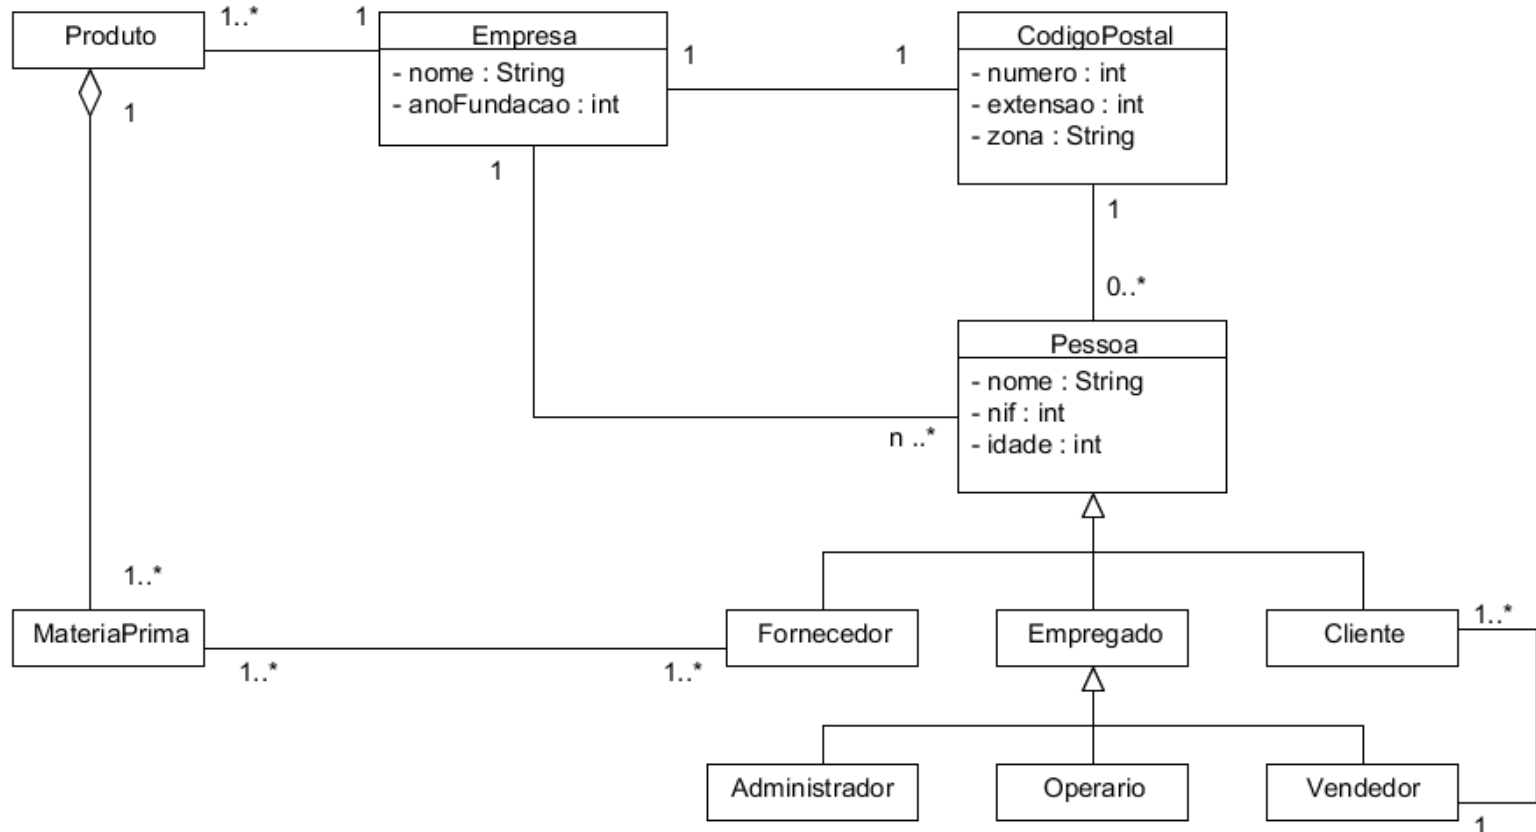 Produto
1..*
1
Empresa
- nome : String
- anoFundacao : int
1
1
CodigoPostal
- numero : int
- extensao : int
- zona : String
1
1
1
0..*
Pessoa
- nome : String
- nif : int
- idade : int
n ..*
1..*
MateriaPrima
1..*
1..*
Fornecedor
Empregado
Cliente
1..*
Administrador
Operario
Vendedor
1